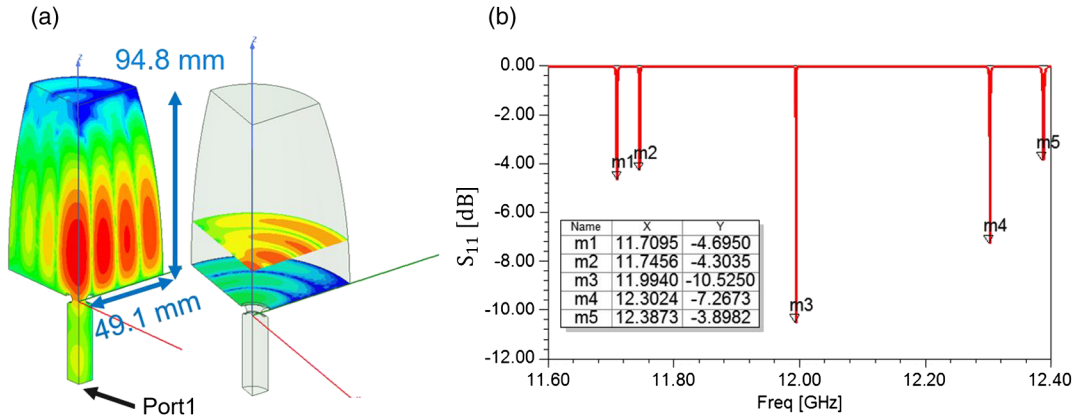 (a)
z
z
94.8 mm
49.1 mm
Port1
(b)
S₁₁ [dB]
0.00
-2.00
-4.00
-6.00
-8.00
-10.00
-12.00
m1
m2
m3
m4
m5
Name X Y
m1 11.7095 -4.6950
m2 11.7456 -4.3035
m3 11.9940 -10.5250
m4 12.3024 -7.2673
m5 12.3873 -3.8982
11.60 11.80 12.00 12.20 12.40
Freq [GHz]